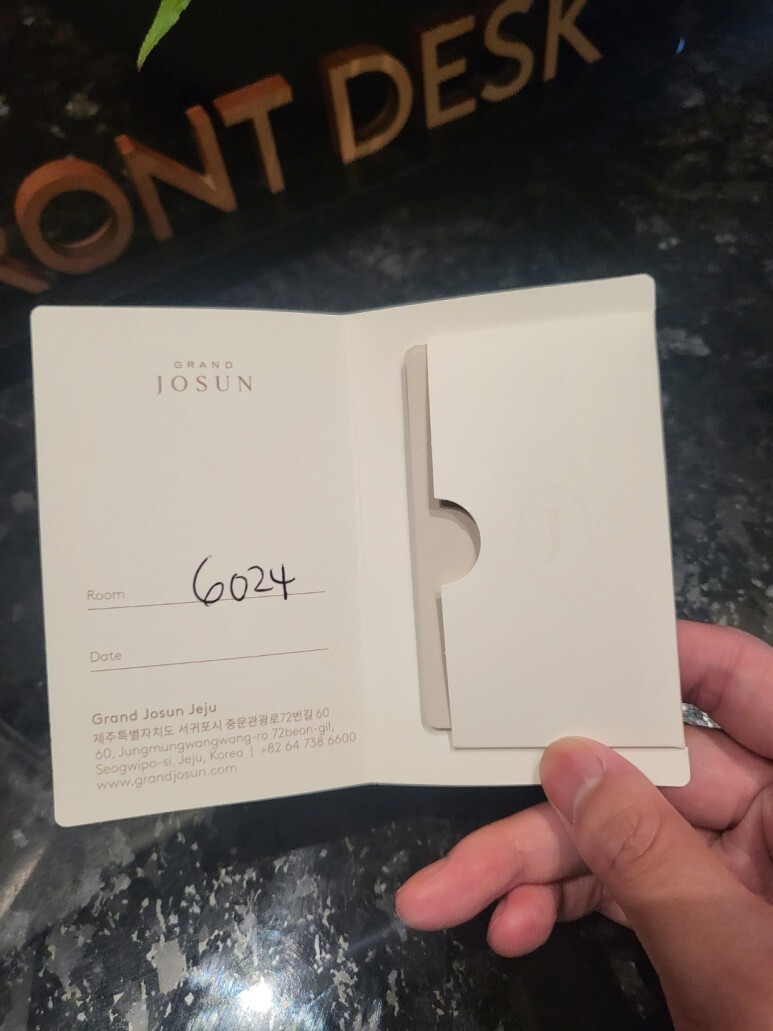 RONT DESK
GRAND
JOSUN
Room 6024
Date
Grand Josun Jeju
제주특별자치도 서귀포시 중문관광로72번길 60
60, Jungmungwangwang-ro 72beon-gil,
Seogwipo-si, Jeju, Korea | +82 64 738 6600
www.grandjosun.com
J